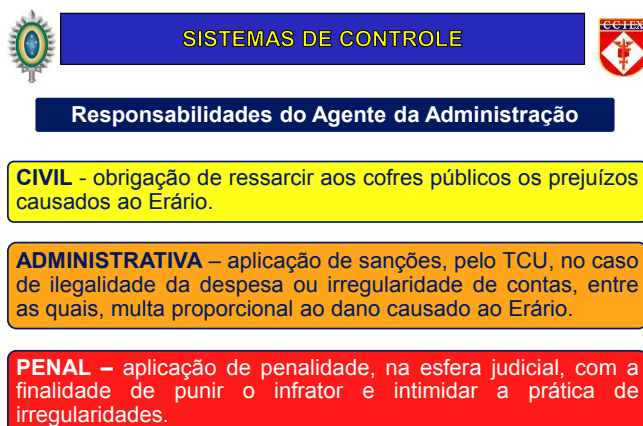 SISTEMAS DE CONTROLE
CCIEX
Responsabilidades do Agente da Administração
CIVIL - obrigação de ressarcir aos cofres públicos os prejuízos
causados ao Erário.
ADMINISTRATIVA – aplicação de sanções, pelo TCU, no caso
de ilegalidade da despesa ou irregularidade de contas, entre
as quais, multa proporcional ao dano causado ao Erário.
PENAL – aplicação de penalidade, na esfera judicial, com a
finalidade de punir o infrator e intimidar a prática de
irregularidades.